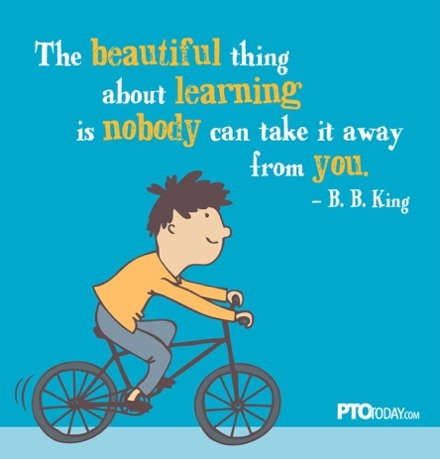 The beautiful thing
about learning
is nobody can take it away
from you.
– B. B. King
PTOTODAY.COM